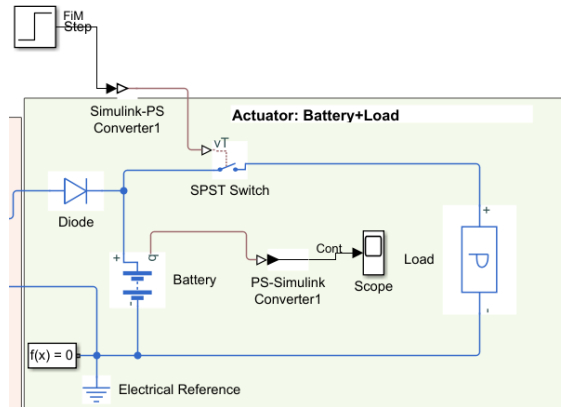 FiM
Step
Simulink-PS
Converter1
Actuator: Battery+Load
vT
SPST Switch
Diode
+
q
Battery
-
Cont
PS-Simulink
Converter1
Scope
Load
+
P
-
f(x) = 0
Electrical Reference